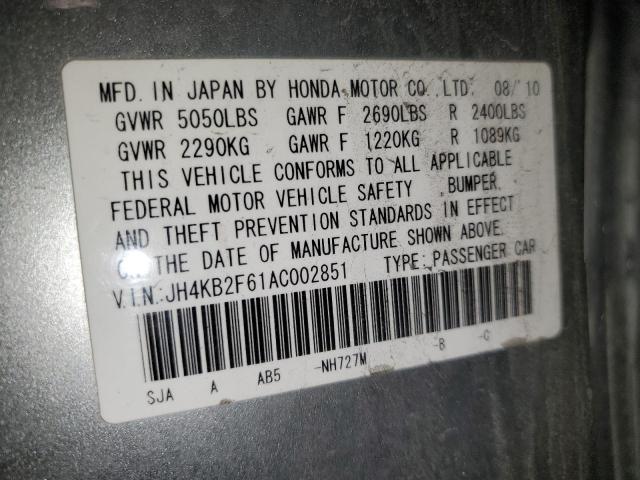 MFD. IN JAPAN BY HONDA MOTOR CO.,LTD. 08/'10
GVWR 5050LBS GAWR F 2690LBS R 2400LBS
GVWR 2290KG GAWR F 1220KG R 1089KG
THIS VEHICLE CONFORMS TO ALL APPLICABLE
FEDERAL MOTOR VEHICLE SAFETY ,BUMPER,
AND THEFT PREVENTION STANDARDS IN EFFECT
ON THE DATE OF MANUFACTURE SHOWN ABOVE.
V.I.N.:JH4KB2F61AC002851 TYPE:PASSENGER CAR
SJA A AB5 -NH727M -B -C